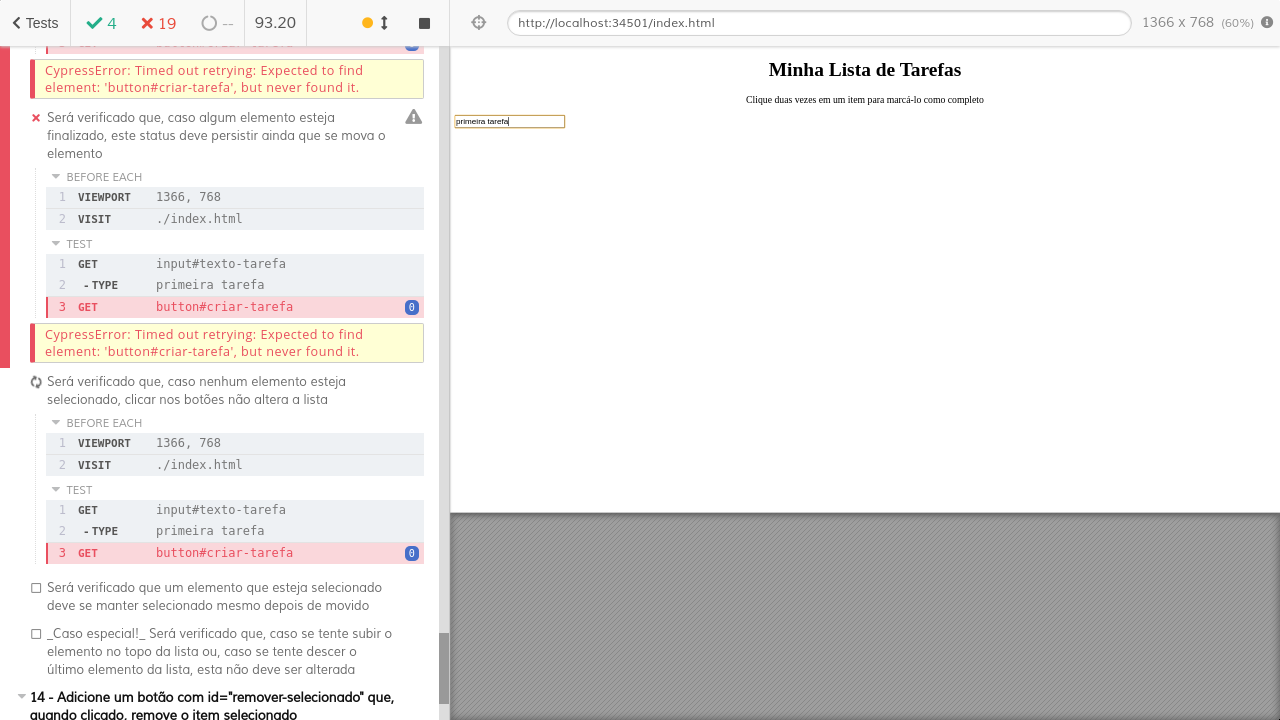 Tests
4
19
--
93.20
http://localhost:34501/index.html
1366 x 768 (60%)
CypressError: Timed out retrying: Expected to find
element: 'button#criar-tarefa', but never found it.
Será verificado que, caso algum elemento esteja
finalizado, este status deve persistir ainda que se mova o
elemento
BEFORE EACH
1 VIEWPORT 1366, 768
2 VISIT ./index.html
TEST
1 GET input#texto-tarefa
2 -TYPE primeira tarefa
3 GET button#criar-tarefa 0
CypressError: Timed out retrying: Expected to find
element: 'button#criar-tarefa', but never found it.
Será verificado que, caso nenhum elemento esteja
selecionado, clicar nos botões não altera a lista
BEFORE EACH
1 VIEWPORT 1366, 768
2 VISIT ./index.html
TEST
1 GET input#texto-tarefa
2 -TYPE primeira tarefa
3 GET button#criar-tarefa 0
Será verificado que um elemento que esteja selecionado
deve se manter selecionado mesmo depois de movido
_Caso especial!_ Será verificado que, caso se tente subir o
elemento no topo da lista ou, caso se tente descer o
último elemento da lista, esta não deve ser alterada
14 - Adicione um botão com id="remover-selecionado" que,
quando clicado, remove o item selecionado
Minha Lista de Tarefas
Clique duas vezes em um item para marcá-lo como completo
primeira tarefa